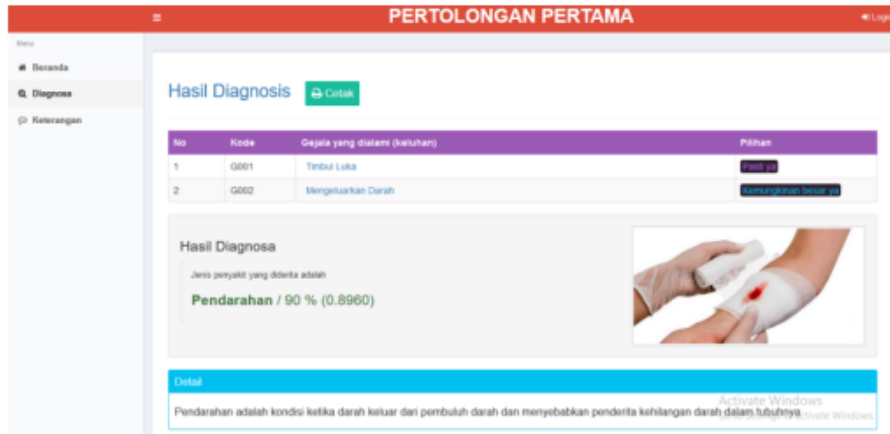 PERTOLONGAN PERTAMA
Login
Menu
Beranda
Diagnosa
Keterangan
Hasil Diagnosis
Cetak
No Kode Gejala yang dialami (keluhan) Pilihan
1 G001 Timbul Luka Pasti ya
2 G002 Mengeluarkan Darah Kemungkinan besar ya
Hasil Diagnosa
Jenis penyakit yang diderita adalah
Pendarahan / 90 % (0.8960)
Detail
Pendarahan adalah kondisi ketika darah keluar dari pembuluh darah dan menyebabkan penderita kehilangan darah dalam tubuhnya
Activate Windows
Activate Windows.